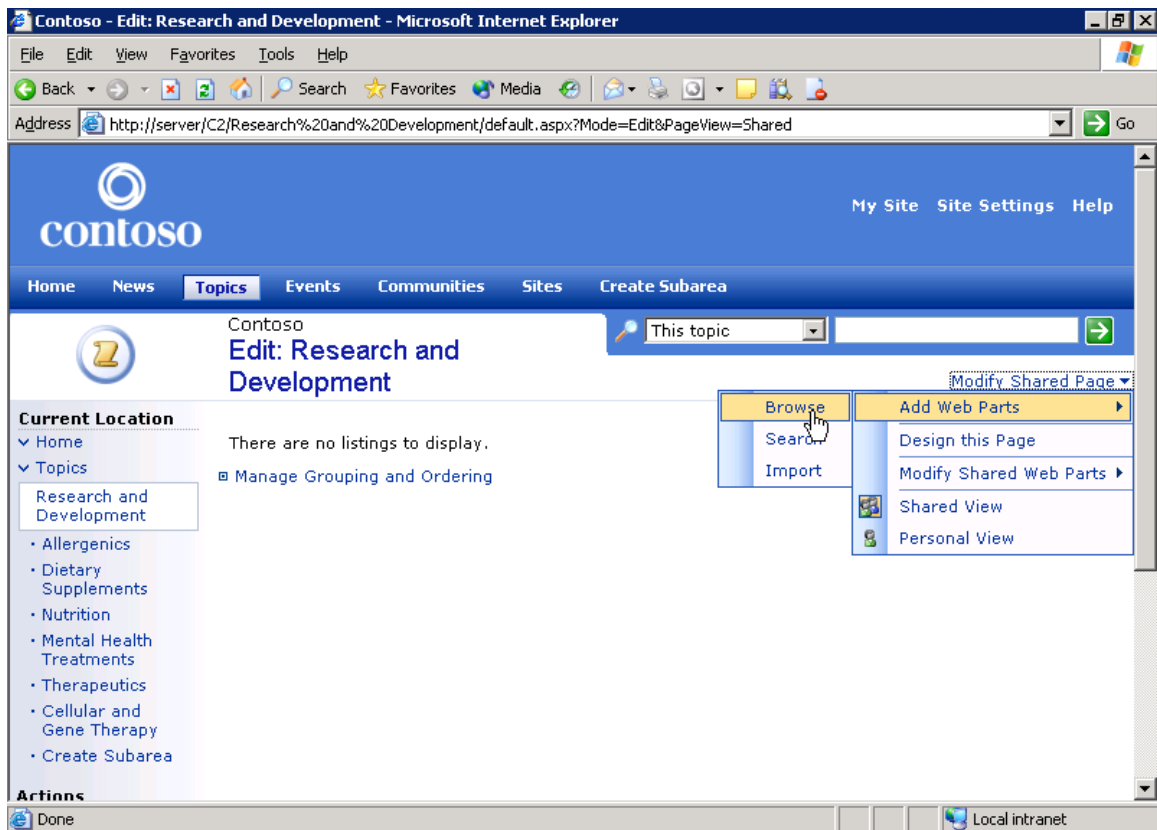 Contoso - Edit: Research and Development - Microsoft Internet Explorer
File Edit View Favorites Tools Help
Back Search Favorites Media
Address http://server/C2/Research%20and%20Development/default.aspx?Mode=Edit&PageView=Shared Go
contoso
My Site Site Settings Help
Home News Topics Events Communities Sites Create Subarea
Contoso
Edit: Research and
Development
This topic
Modify Shared Page
Current Location
Home
Topics
Research and
Development
Allergenics
Dietary
Supplements
Nutrition
Mental Health
Treatments
Therapeutics
Cellular and
Gene Therapy
Create Subarea
Actions
There are no listings to display.
Manage Grouping and Ordering
Browse
Search
Import
Add Web Parts
Design this Page
Modify Shared Web Parts
Shared View
Personal View
Done Local intranet